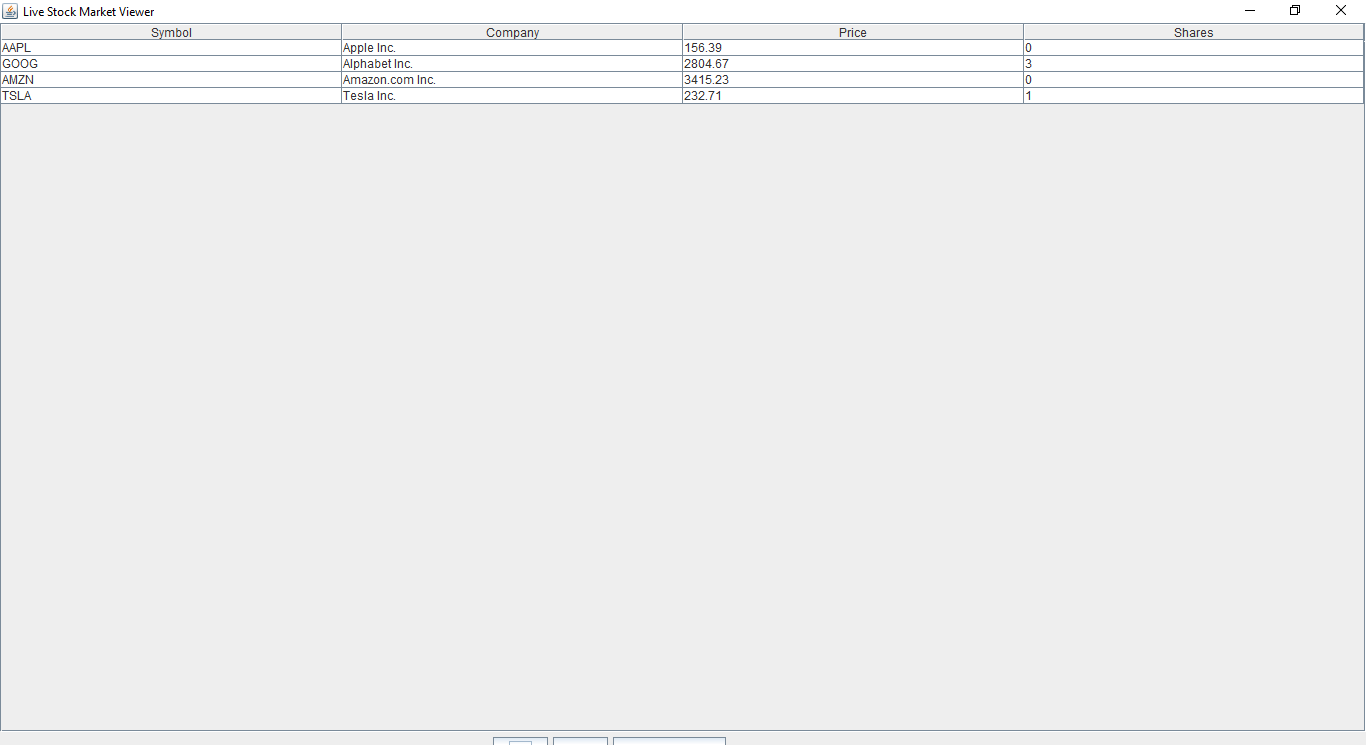 Live Stock Market Viewer
Symbol Company Price Shares
AAPL Apple Inc. 156.39 0
GOOG Alphabet Inc. 2804.67 3
AMZN Amazon.com Inc. 3415.23 0
TSLA Tesla Inc. 232.71 1